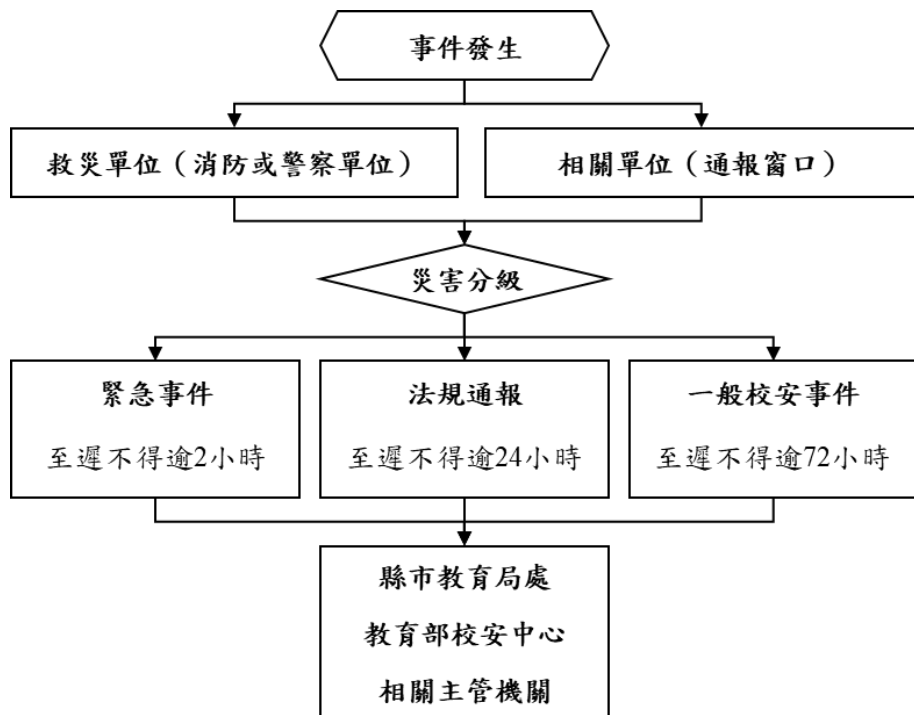 事件發生
救災單位（消防或警察單位）
相關單位（通報窗口）
災害分級
緊急事件
至遲不得逾2小時
法規通報
至遲不得逾24小時
一般校安事件
至遲不得逾72小時
縣市教育局處
教育部校安中心
相關主管機關